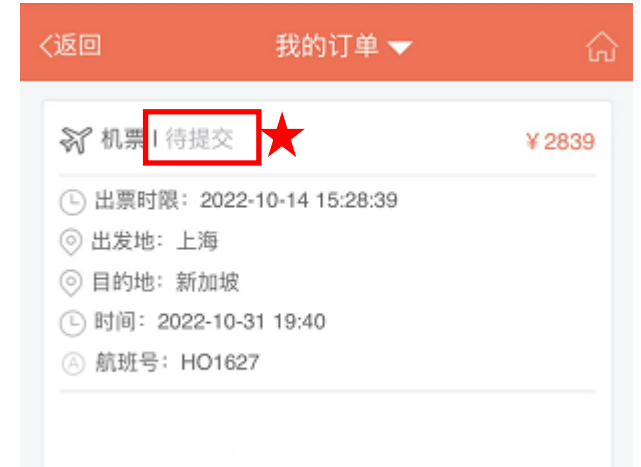 返回 我的订单
机票 | 待提交 ¥2839
出票时限：2022-10-14 15:28:39
出发地：上海
目的地：新加坡
时间：2022-10-31 19:40
航班号：HO1627